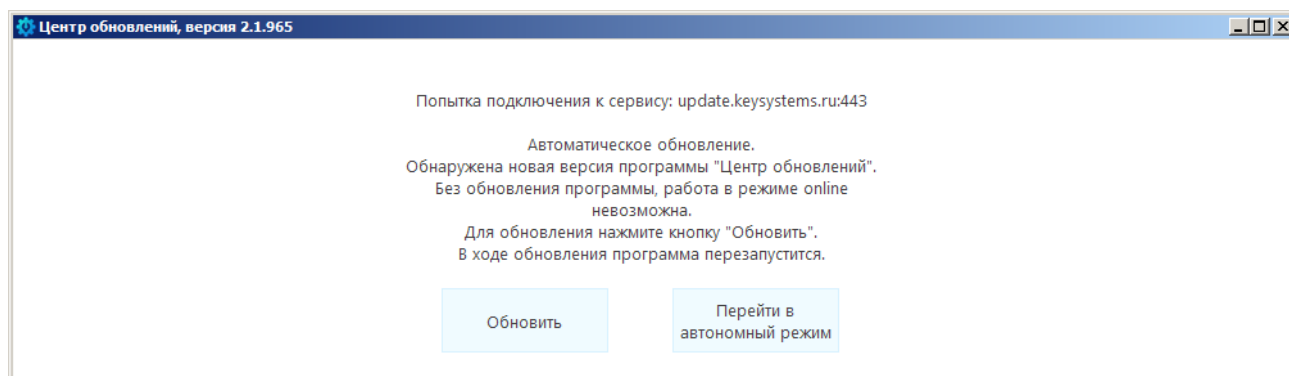 Центр обновлений, версия 2.1.965
Попытка подключения к сервису: update.keysystems.ru:443
Автоматическое обновление.
Обнаружена новая версия программы "Центр обновлений".
Без обновления программы, работа в режиме online
невозможна.
Для обновления нажмите кнопку "Обновить".
В ходе обновления программа перезапустится.
Обновить
Перейти в
автономный режим